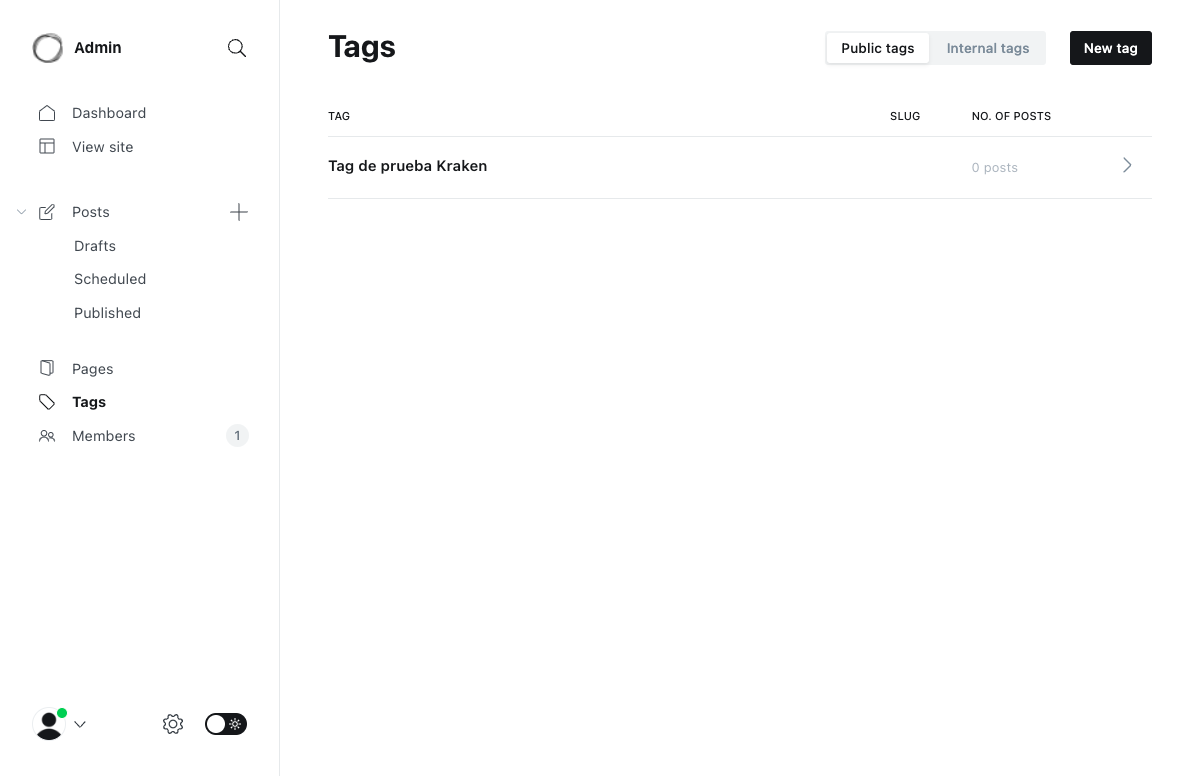 Admin
Dashboard
View site
Posts
Drafts
Scheduled
Published
Pages
Tags
Members 1
Tags
Public tags Internal tags New tag
TAG SLUG NO. OF POSTS
Tag de prueba Kraken 0 posts